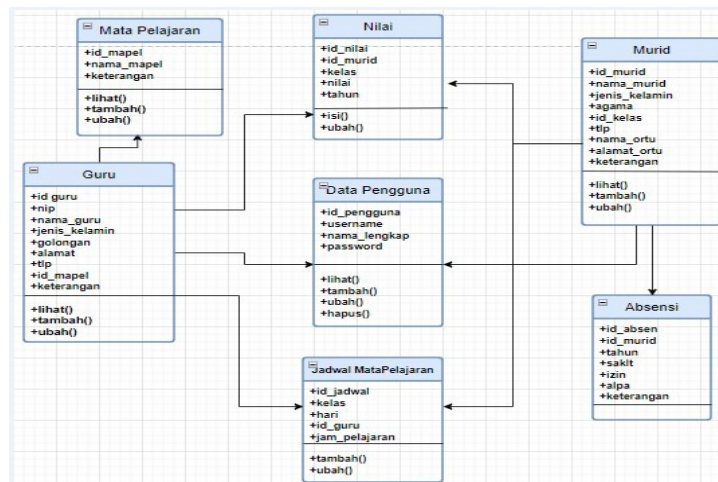 Mata Pelajaran
+id_mapel
+nama_mapel
+keterangan
+lihat()
+tambah()
+ubah()
Nilai
+id_nilai
+id_murid
+kelas
+nilai
+tahun
+isi()
+ubah()
Murid
+id_murid
+nama_murid
+jenis_kelamin
+agama
+id_kelas
+tlp
+nama_ortu
+alamat_ortu
+keterangan
+lihat()
+tambah()
+ubah()
Guru
+id guru
+nip
+nama_guru
+jenis_kelamin
+golongan
+alamat
+tlp
+id_mapel
+keterangan
+lihat()
+tambah()
+ubah()
Data Pengguna
+id_pengguna
+username
+nama_lengkap
+password
+lihat()
+tambah()
+ubah()
+hapus()
Absensi
+id_absen
+id_murid
+tahun
+sakit
+izin
+alpa
+keterangan
Jadwal MataPelajaran
+id_jadwal
+kelas
+hari
+id_guru
+jam_pelajaran
+tambah()
+ubah()